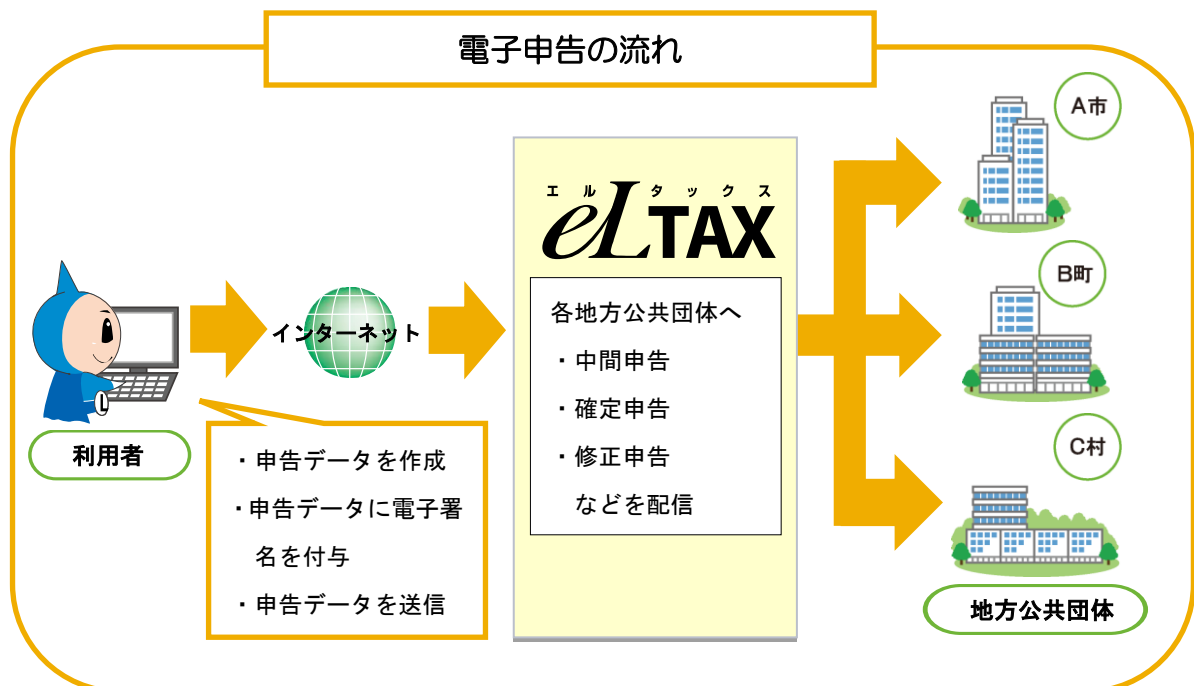 電子申告の流れ
利用者
・申告データを作成
・申告データに電子署
名を付与
・申告データを送信
インターネット
エルタックス
eLTAX
各地方公共団体へ
・中間申告
・確定申告
・修正申告
などを配信
A市
B町
C村
地方公共団体
L